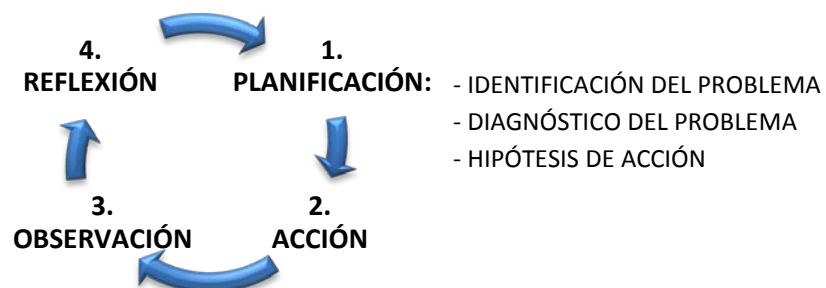 4.
REFLEXIÓN
1.
PLANIFICACIÓN:
- IDENTIFICACIÓN DEL PROBLEMA
- DIAGNÓSTICO DEL PROBLEMA
- HIPÓTESIS DE ACCIÓN
3.
OBSERVACIÓN
2.
ACCIÓN